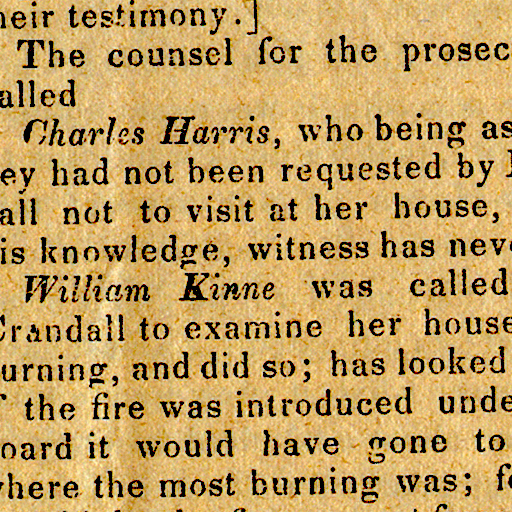 heir testimony.]
The counsel for the prosec
alled
Charles Harris, who being as
ey had not been requested by
all not to visit at her house,
is knowledge, witness has nev
William Kinne was called
Crandall to examine her house
urning, and did so; has looked
the fire was introduced unde
oard it would have gone to
where the most burning was; f